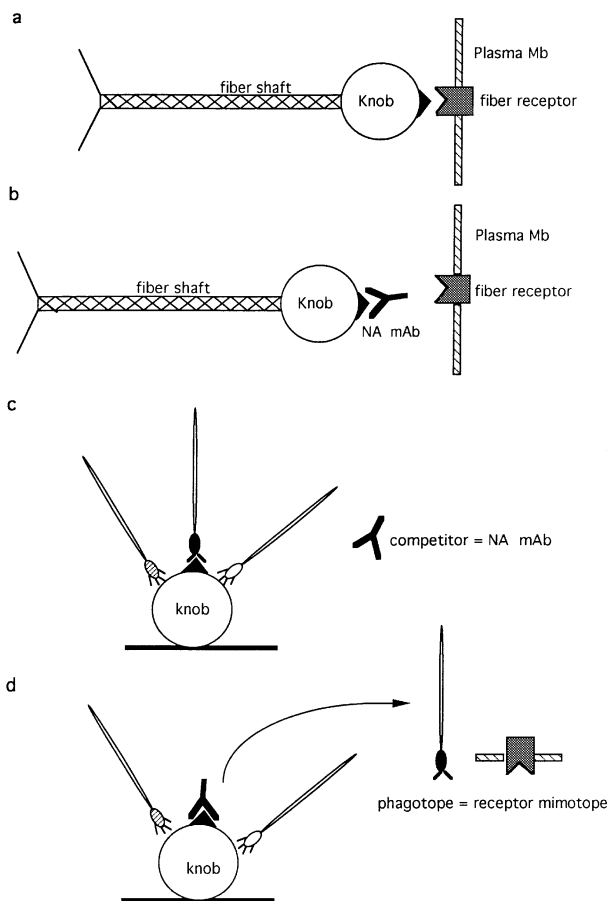 a
Plasma Mb
fiber shaft
Knob
fiber receptor
b
Plasma Mb
fiber shaft
fiber receptor
Knob
NA mAb
c
competitor = NA mAb
knob
d
phagotope = receptor mimotope
knob